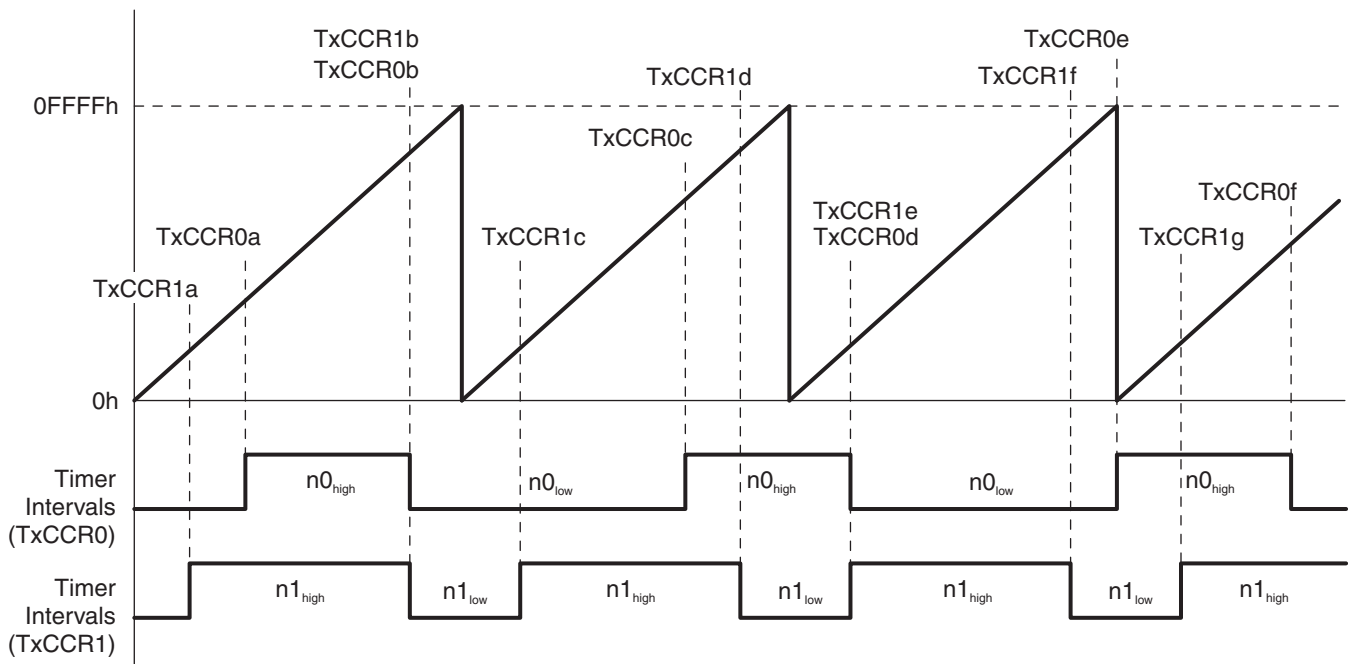 TxCCR1b
TxCCR0b
TxCCR0e
TxCCR1d
TxCCR1f
0FFFFh
TxCCR0c
TxCCR0f
TxCCR1e
TxCCR0d
TxCCR0a
TxCCR1c
TxCCR1g
TxCCR1a
0h
Timer
Intervals
(TxCCR0)
n0high
n0low
n0high
n0low
n0high
Timer
Intervals
(TxCCR1)
n1high
n1low
n1high
n1low
n1high
n1low
n1high